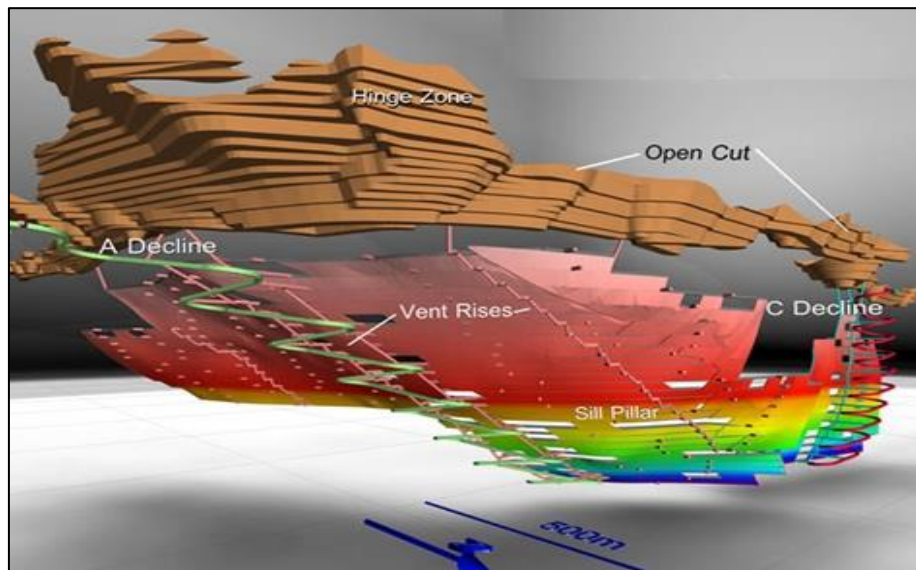 Hinge Zone
Open Cut
A Decline
Vent Rises
C Decline
Sill Pillar
500m